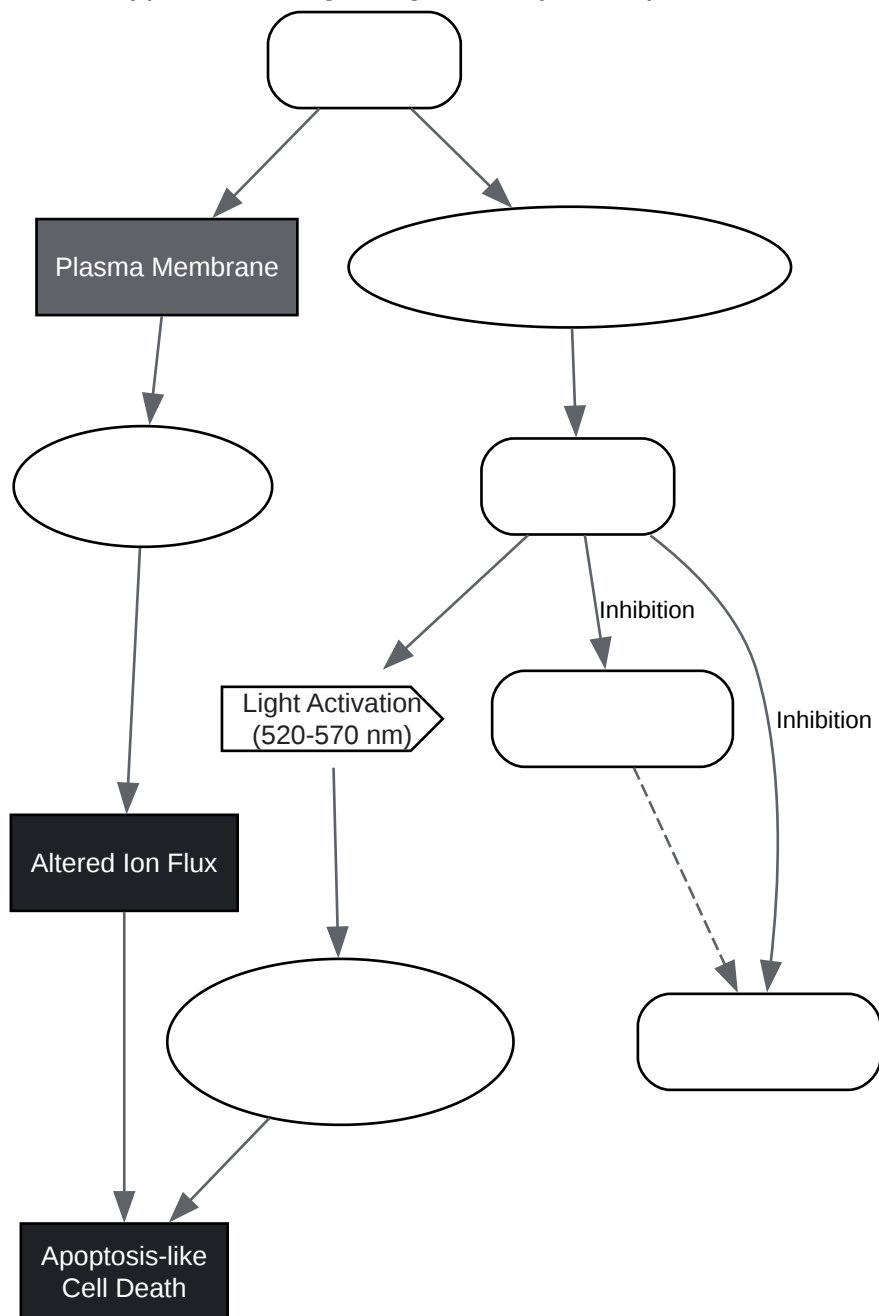 Plasma Membrane
Inhibition
Light Activation
(520-570 nm)
Inhibition
Altered Ion Flux
Apoptosis-like
Cell Death